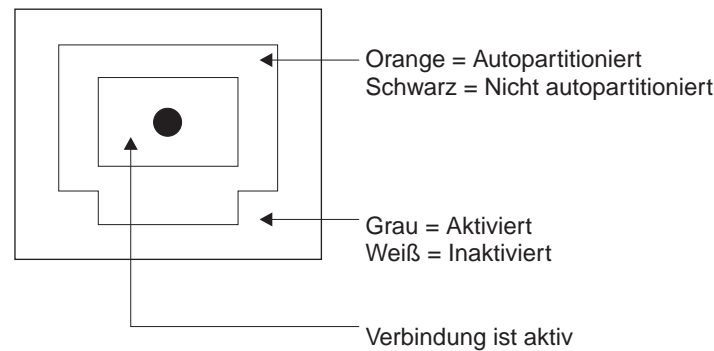 Orange = Autopartitioniert
Schwarz = Nicht autopartitioniert
Grau = Aktiviert
Weiß = Inaktiviert
Verbindung ist aktiv